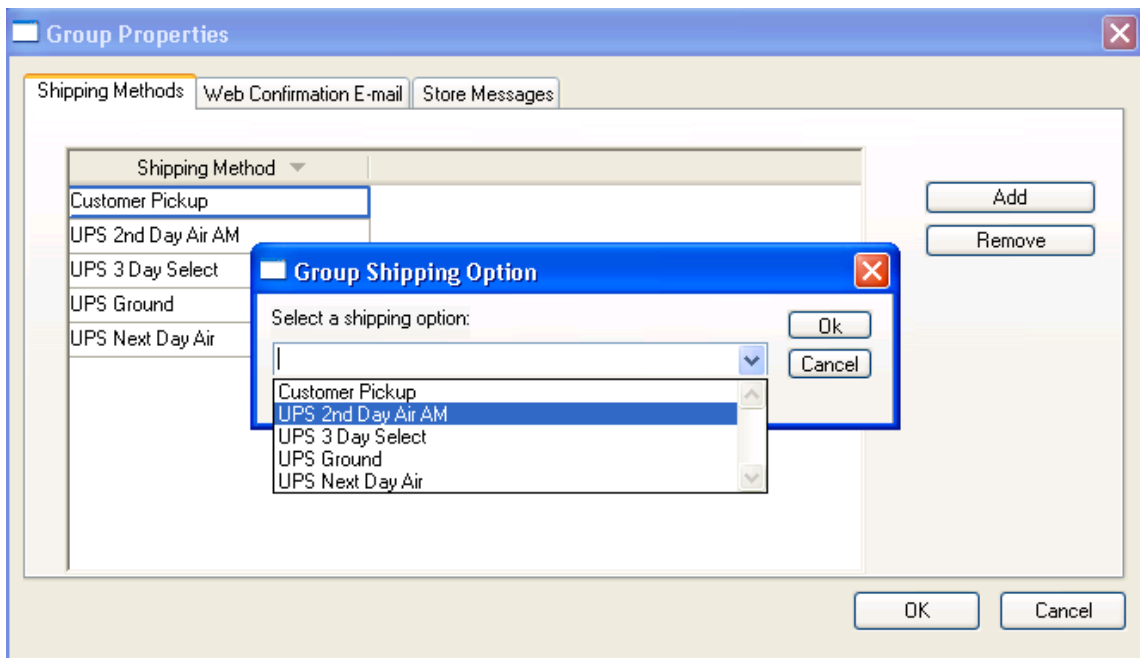 Group Properties
Shipping Methods Web Confirmation E-mail Store Messages
Shipping Method
Customer Pickup
UPS 2nd Day Air AM
UPS 3 Day Select
UPS Ground
UPS Next Day Air
Add
Remove
Group Shipping Option
Select a shipping option:
Ok
Cancel
Customer Pickup
UPS 2nd Day Air AM
UPS 3 Day Select
UPS Ground
UPS Next Day Air
OK Cancel